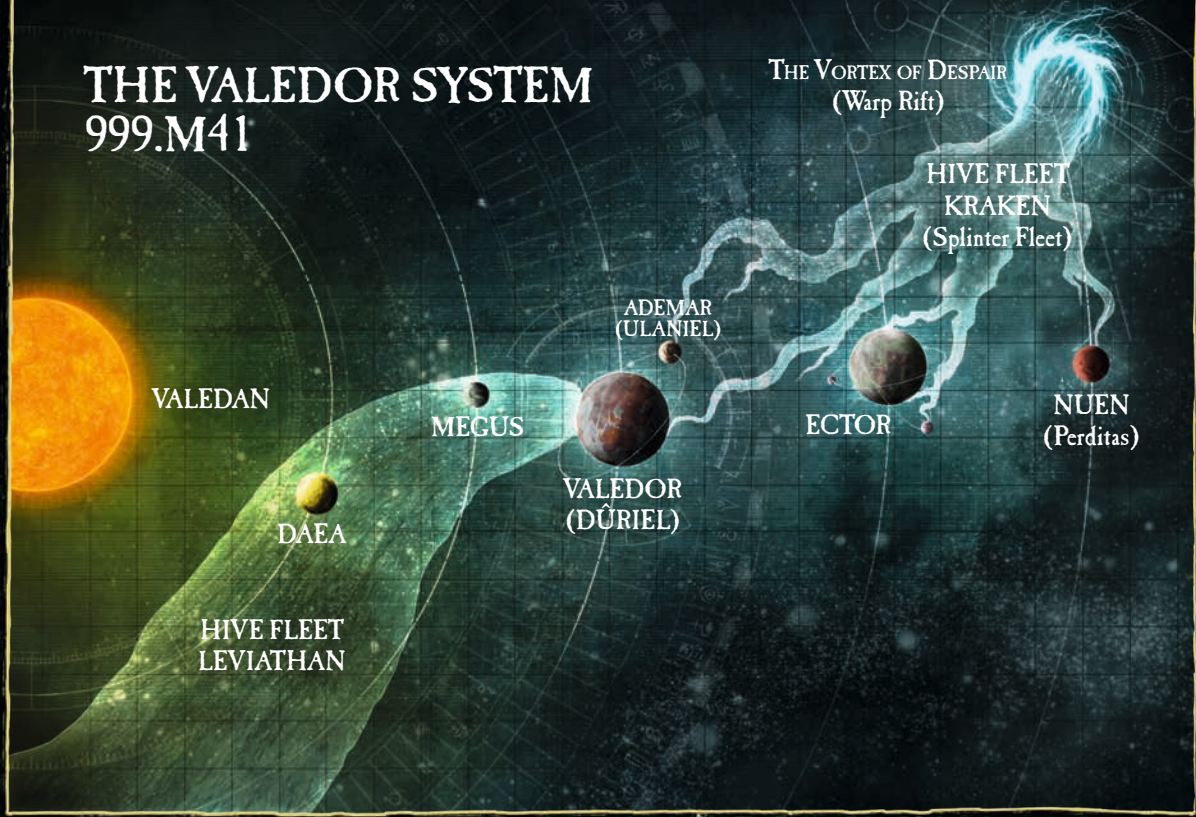 THE VALEDOR SYSTEM
999.M41
THE VORTEX OF DESPAIR
(Warp Rift)
HIVE FLEET
KRAKEN
(Splinter Fleet)
ADEMAR
(ULANIEL)
VALEDAN
MEGUS
ECTOR
NUEN
(Perditas)
VALEDOR
(DÛRIEL)
DAEA
HIVE FLEET
LEVIATHAN